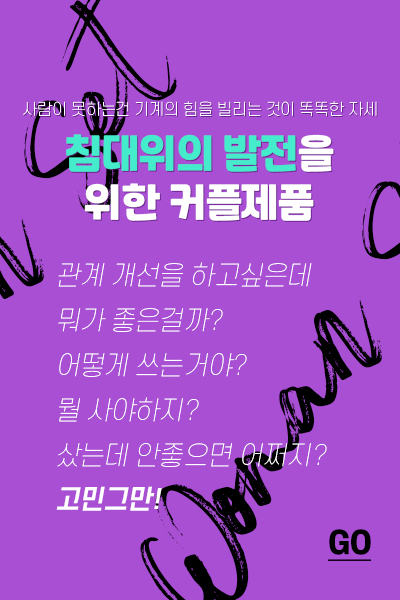 사람이 못하는건 기계의 힘을 빌리는 것이 똑똑한 자세
침대위의 발전을
위한 커플제품
관계 개선을 하고싶은데
뭐가 좋은걸까?
어떻게 쓰는거야?
뭘 사야하지?
샀는데 안좋으면 어쩌지?
고민그만!
Woman
GO